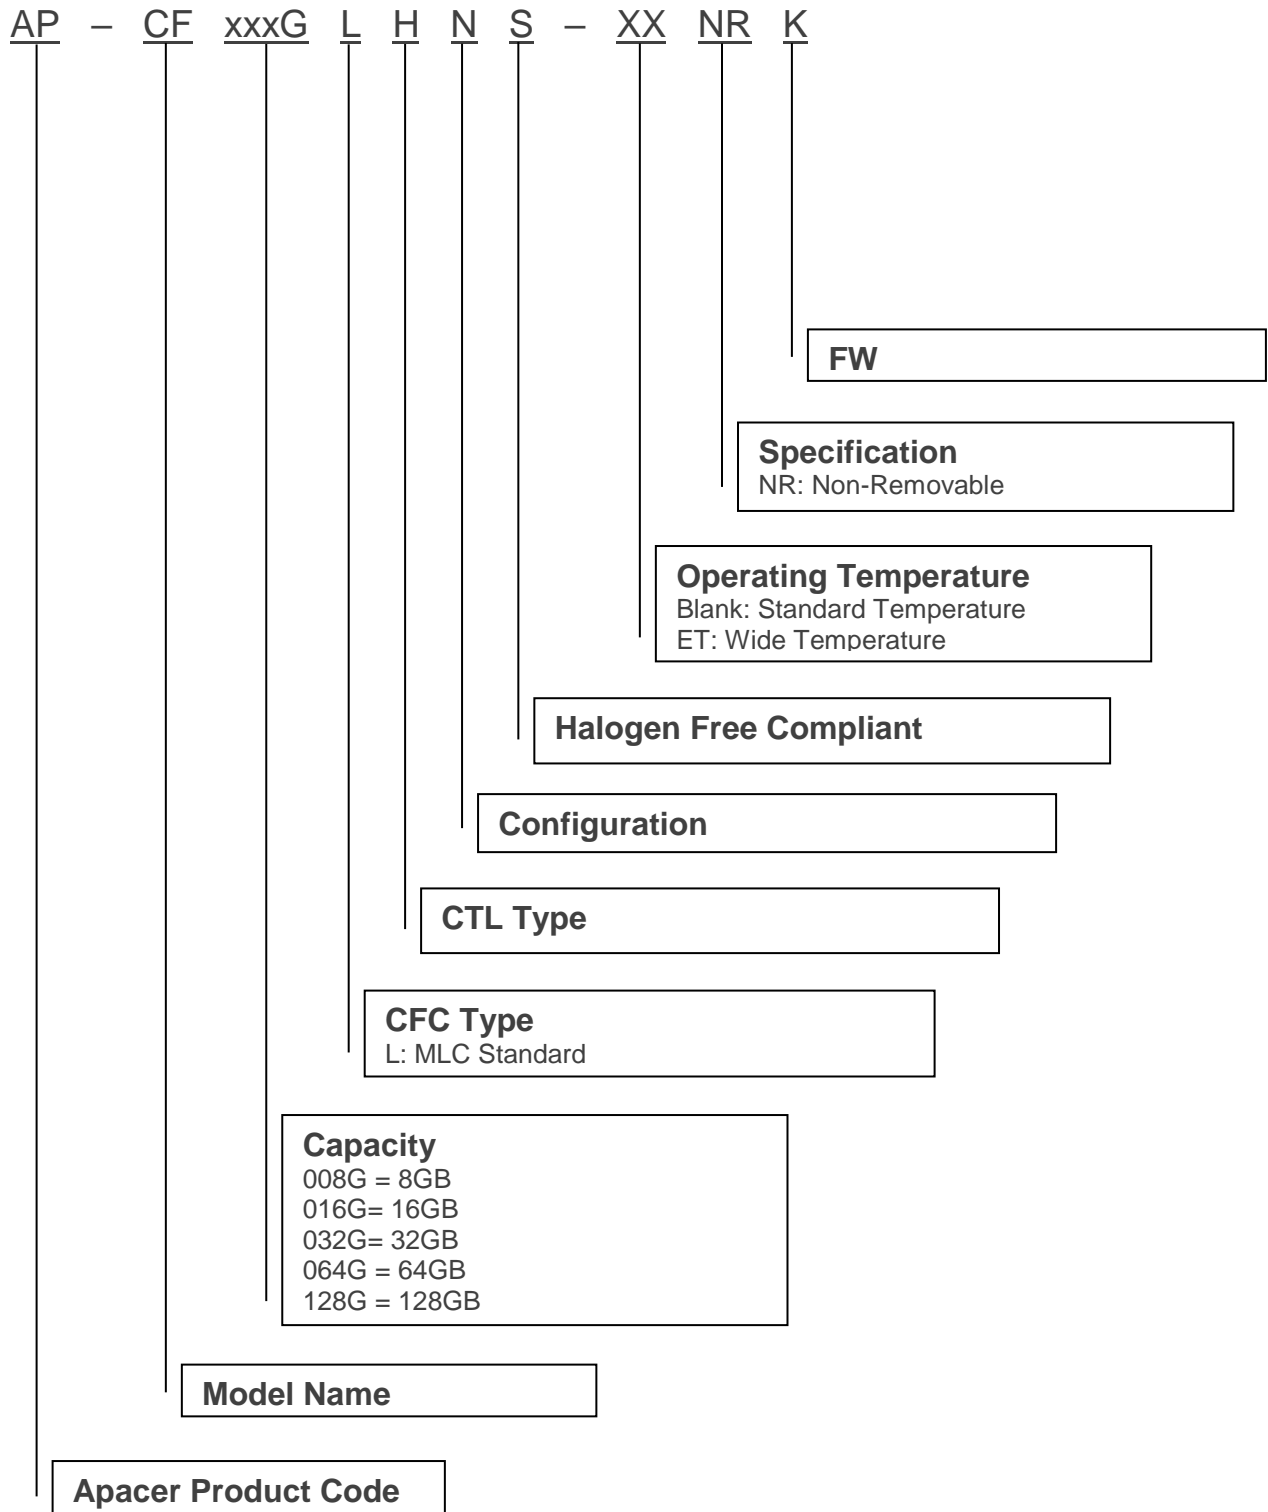 AP – CF xxxG L H N S – XX NR K
FW
Specification
NR: Non-Removable
Operating Temperature
Blank: Standard Temperature
ET: Wide Temperature
Halogen Free Compliant
Configuration
CTL Type
CFC Type
L: MLC Standard
Capacity
008G = 8GB
016G= 16GB
032G= 32GB
064G = 64GB
128G = 128GB
Model Name
Apacer Product Code